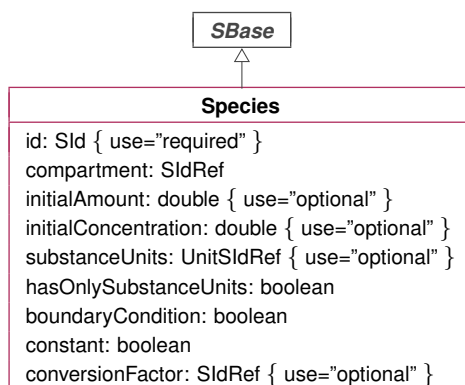 SBase
Species
id: SId { use=”required” }
compartment: SIdRef
initialAmount: double { use=”optional” }
initialConcentration: double { use=”optional” }
substanceUnits: UnitSIdRef { use=”optional” }
hasOnlySubstanceUnits: boolean
boundaryCondition: boolean
constant: boolean
conversionFactor: SIdRef { use=”optional” }